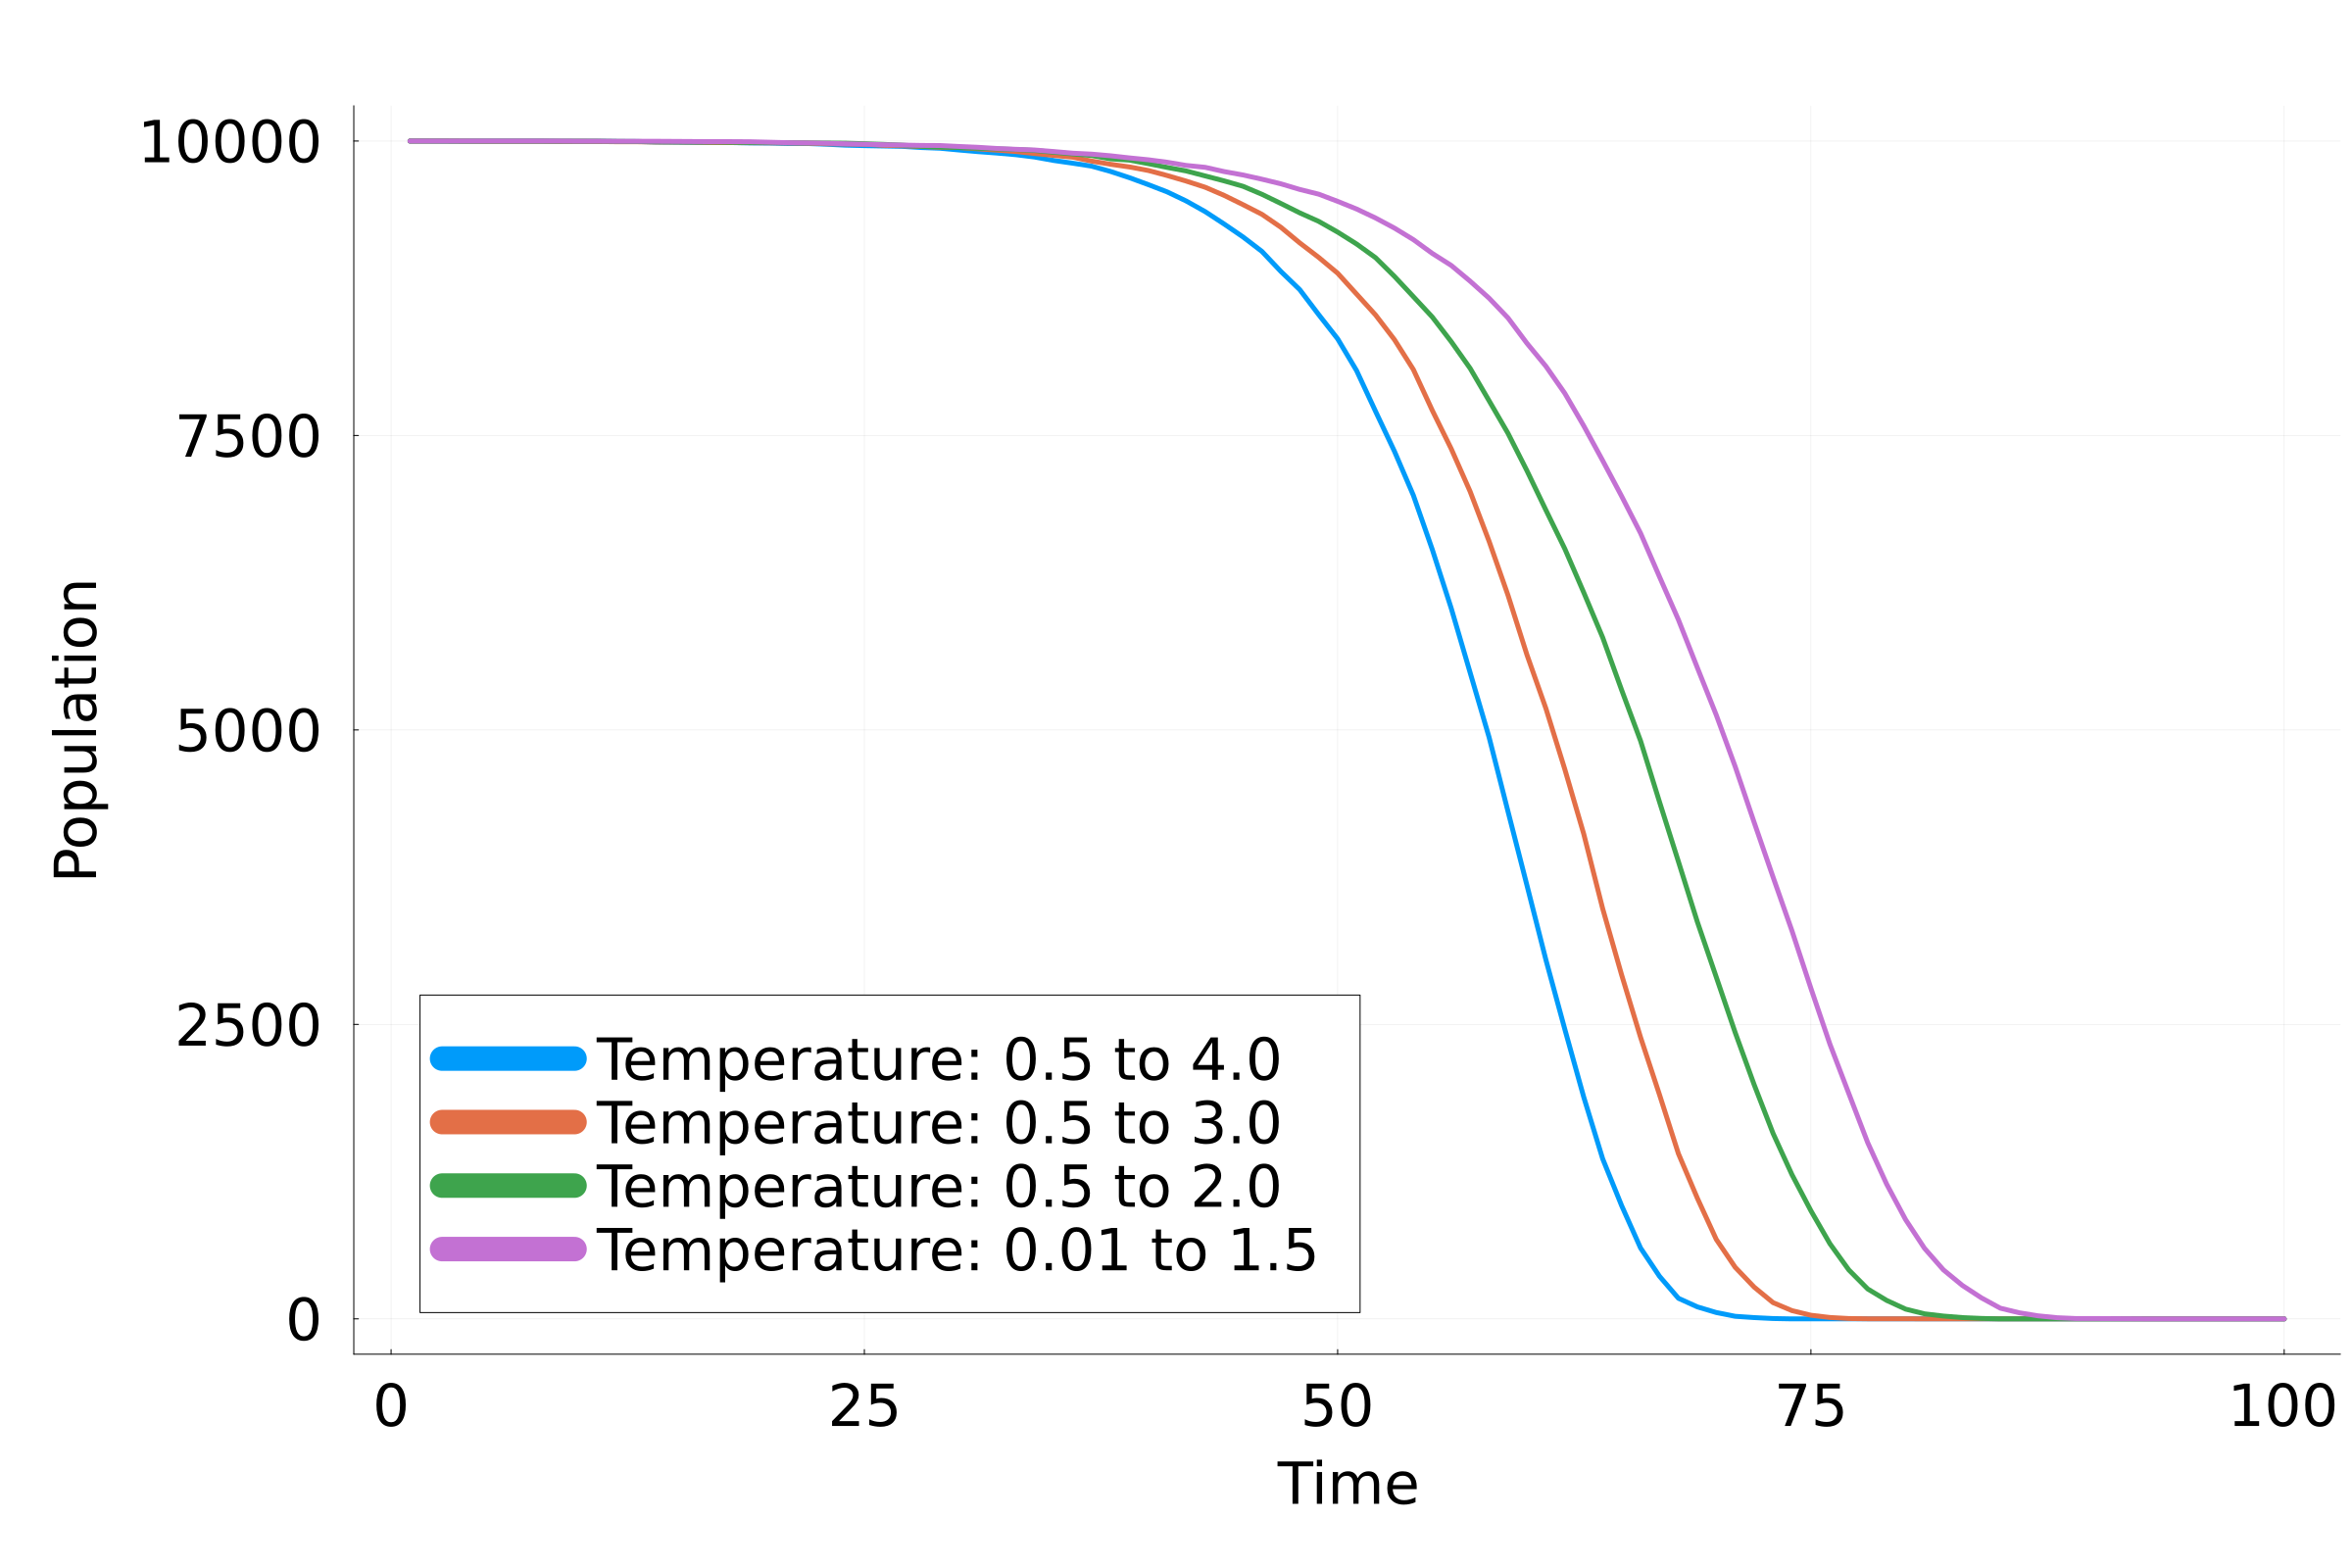 10000
7500
5000
2500
0
Population
Temperature: 0.5 to 4.0
Temperature: 0.5 to 3.0
Temperature: 0.5 to 2.0
Temperature: 0.01 to 1.5
0 25 50 75 100
Time